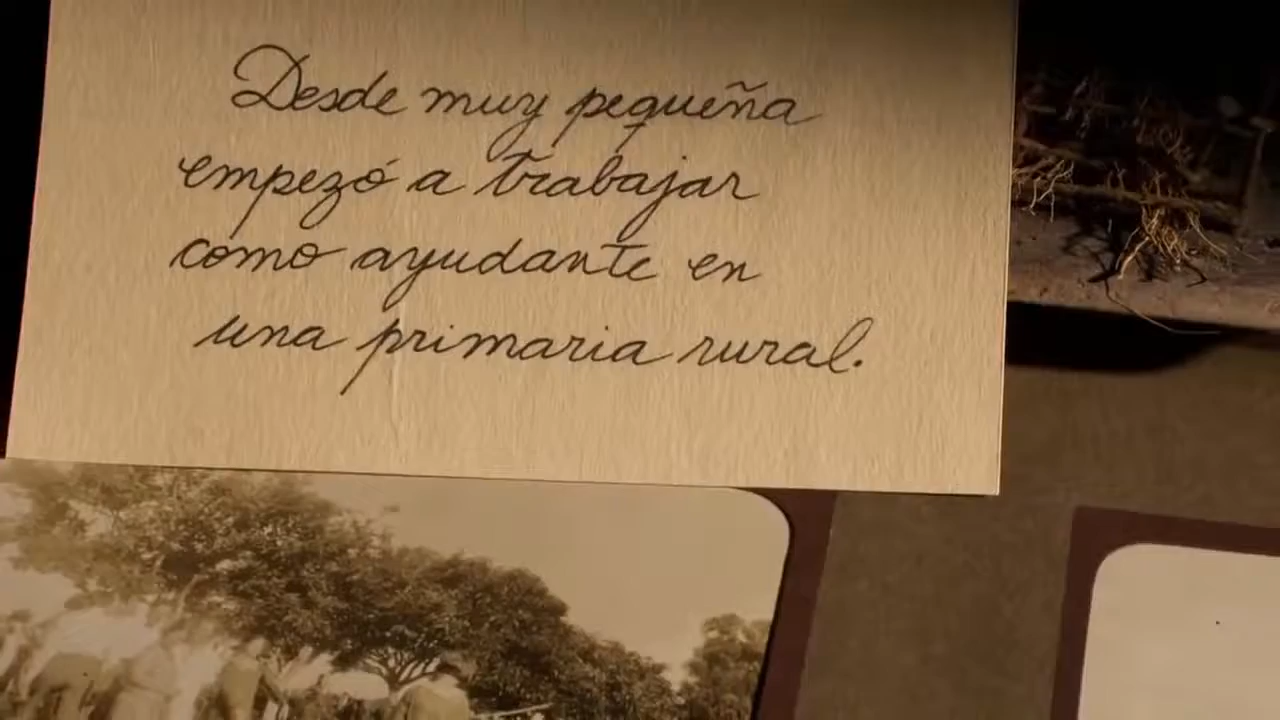 Desde muy pequeña
empezó a trabajar
como ayudante en
una primaria rural.